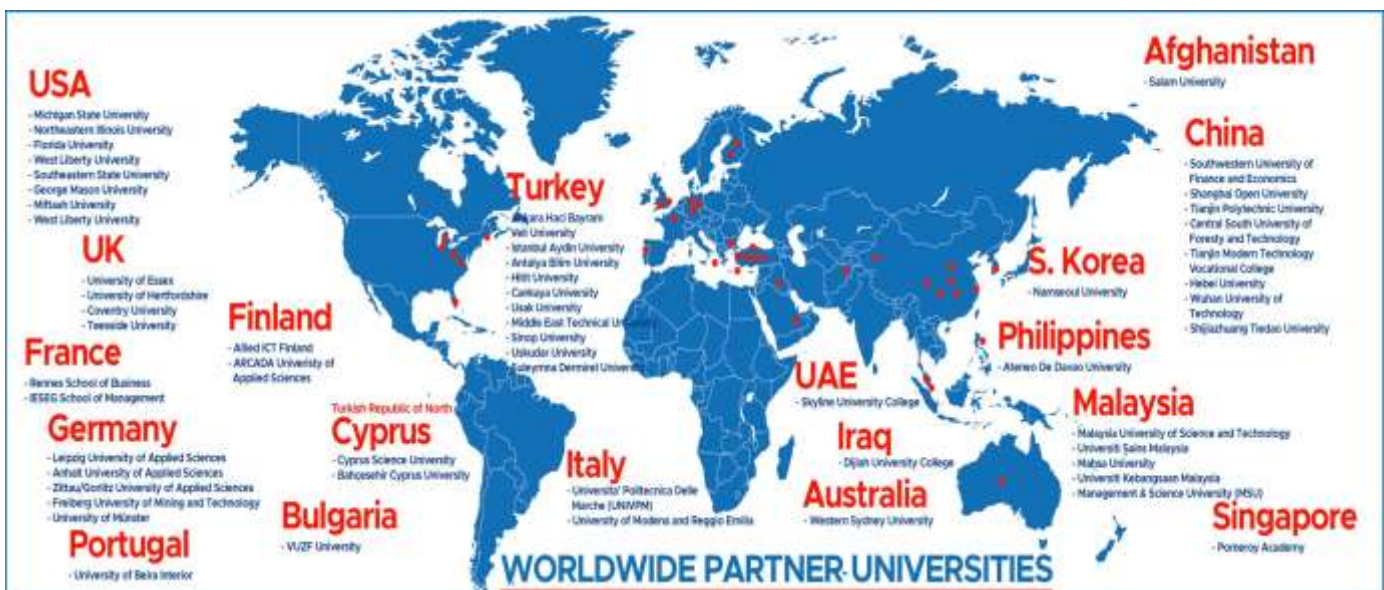 USA
- Michigan State University
- Northeastern Illinois University
- Florida University
- West Liberty University
- Southeastern State University
- George Mason University
- Miftaah University
- West Liberty University
UK
- University of Essex
- University of Hertfordshire
- Coventry University
- Teesside University
France
- Rennes School of Business
- IESEG School of Management
Germany
- Leipzig University of Applied Sciences
- Anhalt University of Applied Sciences
- Zittau/Gorlitz University of Applied Sciences
- Freiberg University of Mining and Technology
- University of Münster
Portugal
- University of Beira Interior
Finland
- Allied ICT Finland
- ARCADA Univeristy of
Applied Sciences
Turkish Republic of North
Cyprus
- Cyprus Science University
- Bahcesehir Cyprus University
Bulgaria
- VUZF University
Turkey
- Ankara Haci Bayram
Veli University
- Istanbul Aydin University
- Antalya Bilim University
- Hitit University
- Cankaya University
- Usak University
- Middle East Technical University
- Sinop University
- Uskudar University
- Suleymna Demirel University
Italy
- Universita' Politecnica Delle
Marche (UNIVPM)
- University of Modena and Reggio Emilia
UAE
- Skyline University College
Iraq
- Dijlah University College
Australia
- Western Sydney University
Afghanistan
- Salam University
China
- Southwestern University of
Finance and Economics
- Shanghai Open University
- Tianjin Polytechnic University
- Central South University of
Foresty and Technology
- Tianjin Modern Technology
Vocational College
- Hebei University
- Wuhan University of
Technology
- Shijiazhuang Tiedao University
S. Korea
- Namseoul University
Philippines
- Ateneo De Davao University
Malaysia
- Malaysia University of Science and Technology
- Universiti Sains Malaysia
- Mahsa University
- Universiti Kebangsaan Malaysia
- Management & Science University (MSU)
Singapore
- Pomeroy Academy
WORLDWIDE PARTNER UNIVERSITIES